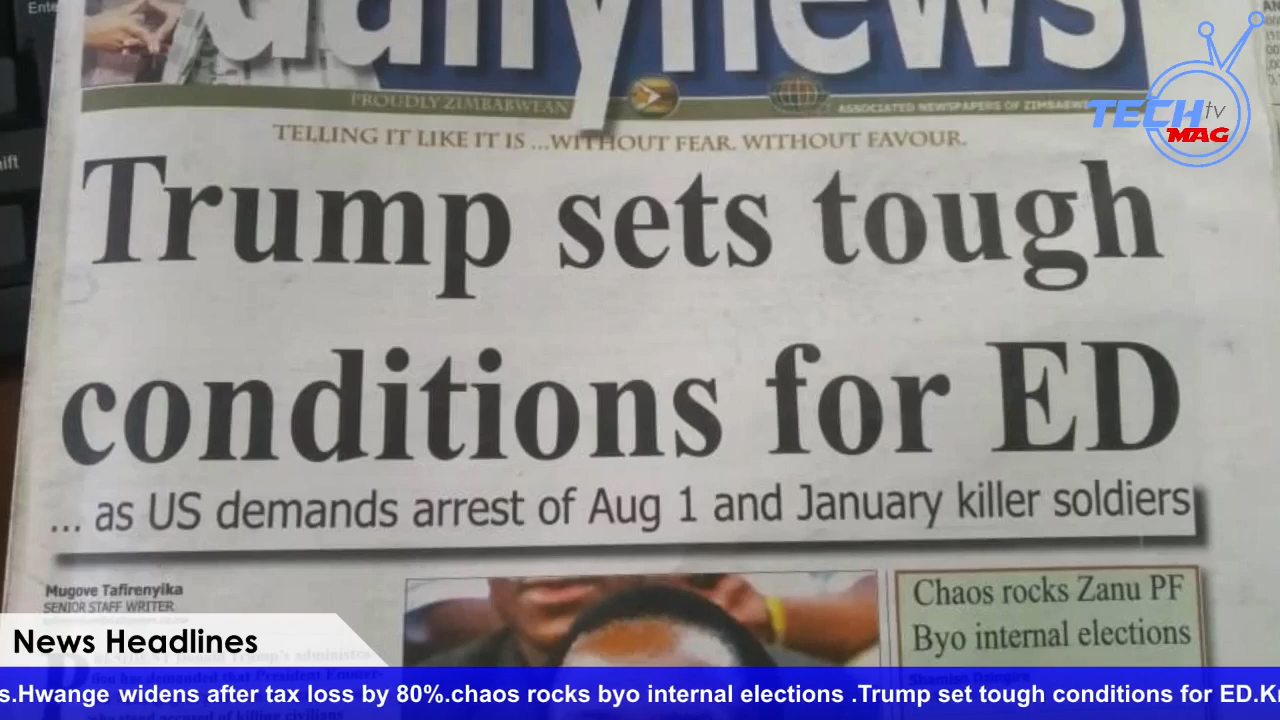 Ente
dailynews
PROUDLY ZIMBABWEAN
ASSOCIATED NEWSPAPERS OF
TECH tv
MAG
TELLING IT LIKE IT IS ...WITHOUT FEAR. WITHOUT FAVOUR.
Trump sets tough
conditions for ED
... as US demands arrest of Aug 1 and January killer soldiers
Mugove Tafirenyika
SENIOR STAFF WRITER
Chaos rocks Zanu PF
Byo internal elections
News Headlines
s.Hwange widens after tax loss by 80%.chaos rocks byo internal elections .Trump set tough conditions for ED.K